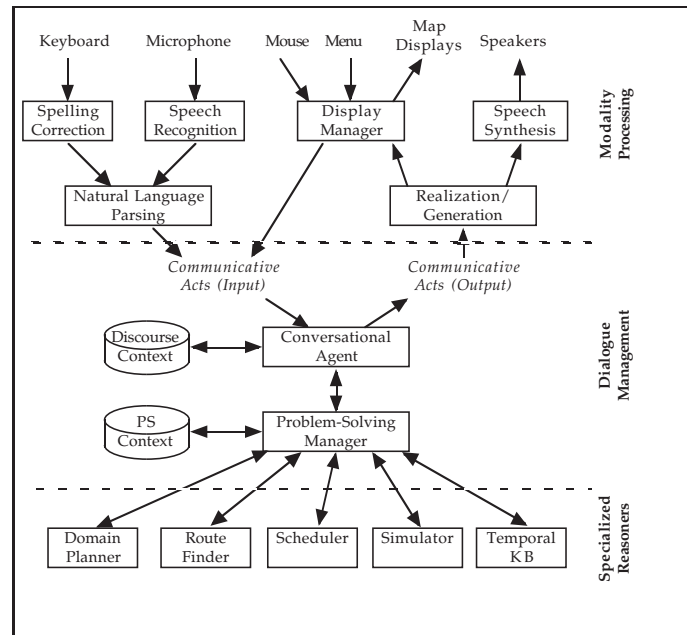 Keyboard
Microphone
Mouse
Menu
Map
Displays
Speakers
Spelling
Correction
Speech
Recognition
Display
Manager
Speech
Synthesis
Modality
Processing
Natural Language
Parsing
Realization/
Generation
Communicative
Acts (Input)
Communicative
Acts (Output)
Discourse
Context
Conversational
Agent
Dialogue
Management
PS
Context
Problem-Solving
Manager
Domain
Planner
Route
Finder
Scheduler
Simulator
Temporal
KB
Specialized
Reasoners